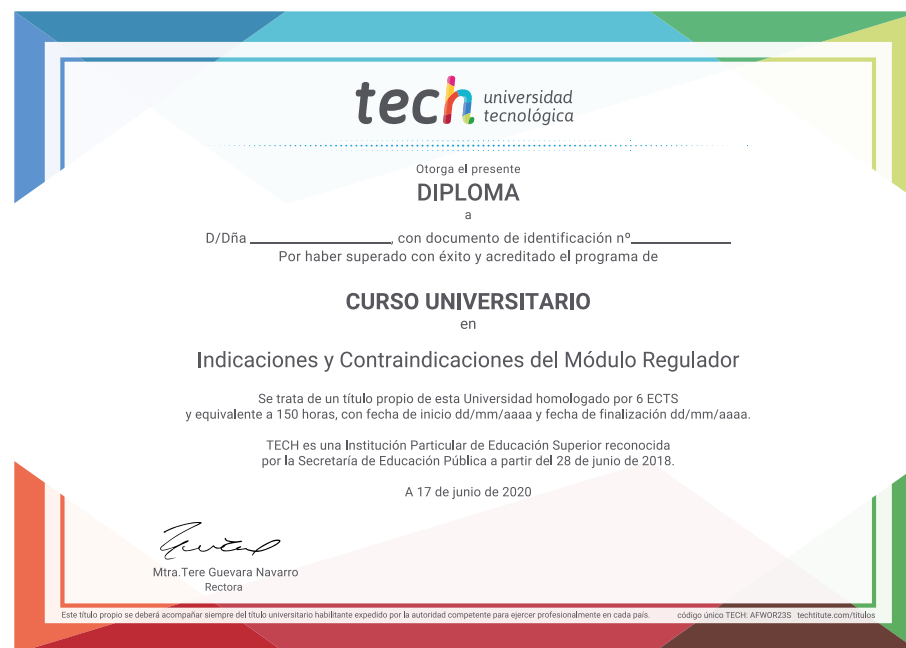 tech universidad
tecnológica
Otorga el presente
DIPLOMA
a
D/Dña ____________________, con documento de identificación nº______________
Por haber superado con éxito y acreditado el programa de
CURSO UNIVERSITARIO
en
Indicaciones y Contraindicaciones del Módulo Regulador
Se trata de un título propio de esta Universidad homologado por 6 ECTS
y equivalente a 150 horas, con fecha de inicio dd/mm/aaaa y fecha de finalización dd/mm/aaaa.
TECH es una Institución Particular de Educación Superior reconocida
por la Secretaría de Educación Pública a partir del 28 de junio de 2018.
A 17 de junio de 2020
Mtra.Tere Guevara Navarro
Rectora
Este título propio se deberá acompañar siempre del título universitario habilitante expedido por la autoridad competente para ejercer profesionalmente en cada país. código único TECH: AFWOR23S techtitute.com/títulos